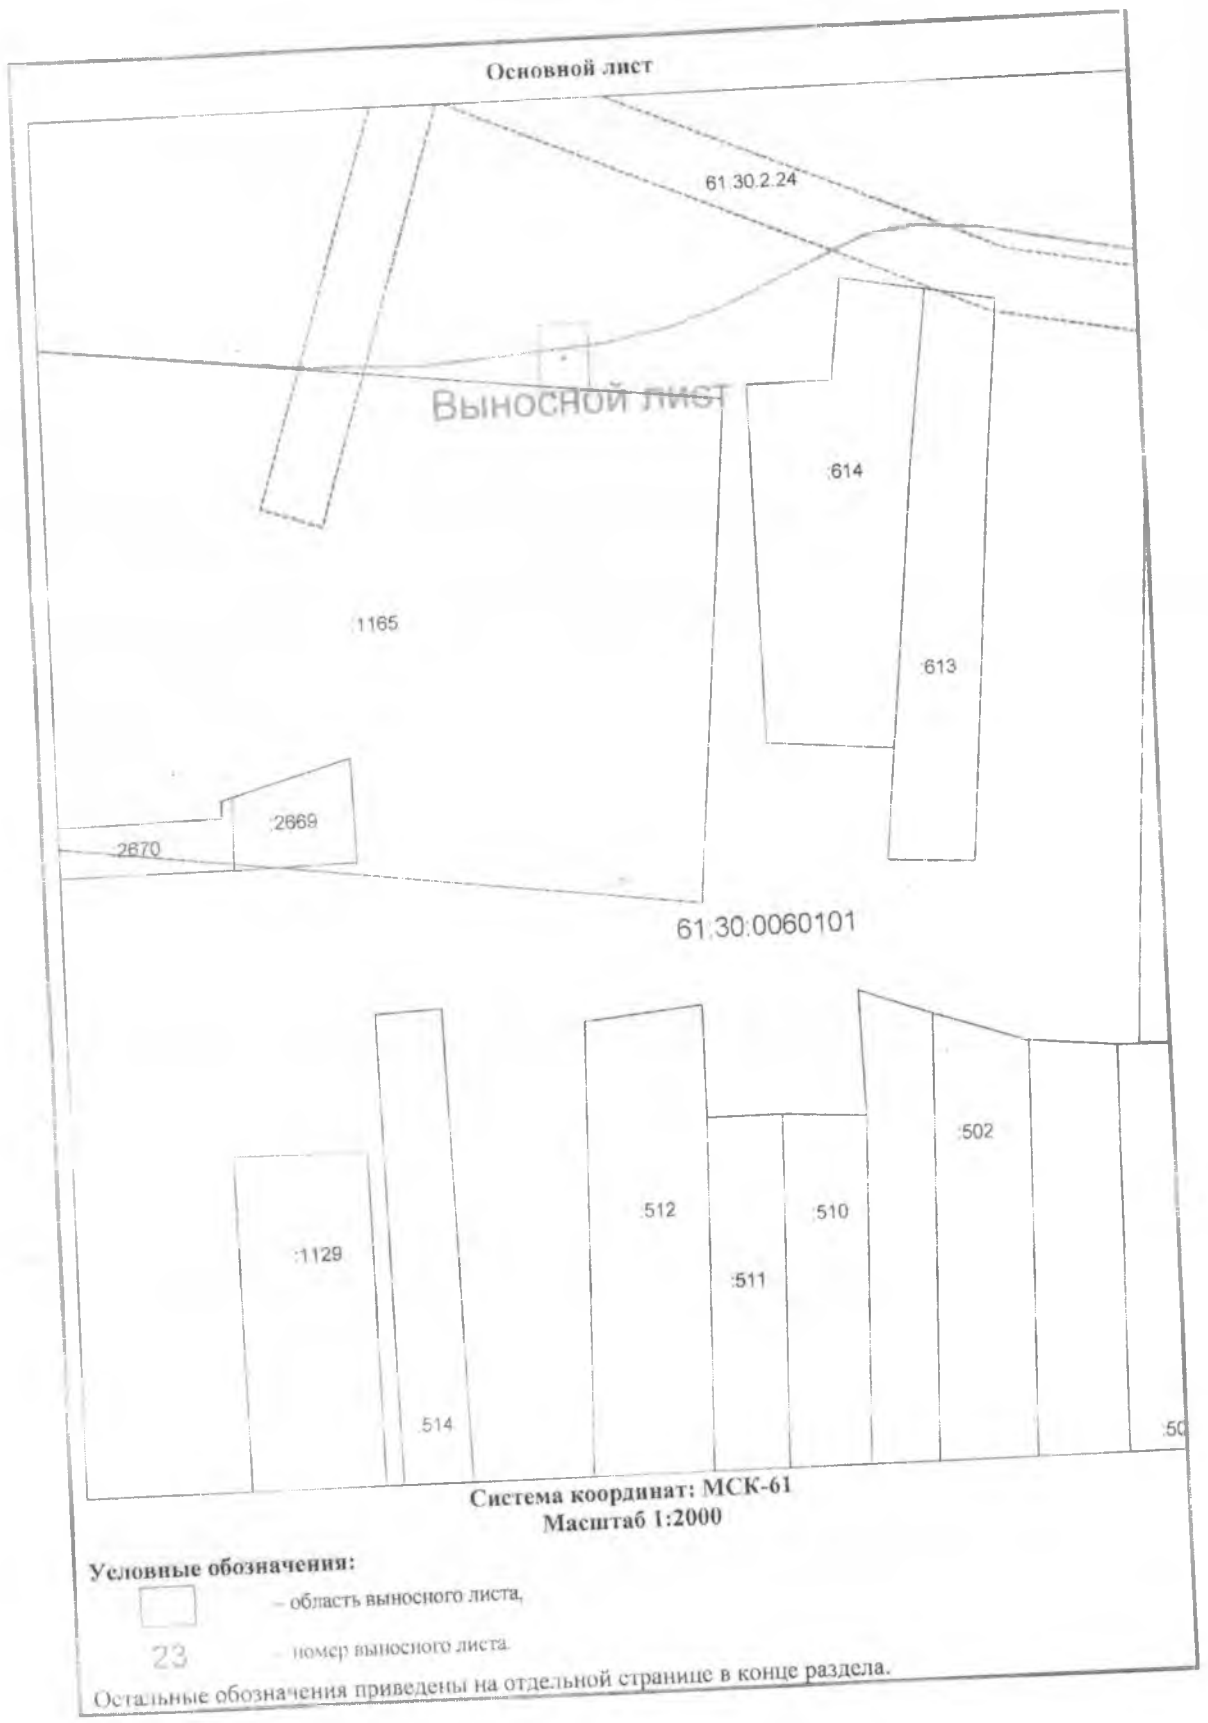 Основной лист
61.30.2.24
Выносной лист
:614
:1165
:613
:2669
:2670
61:30:0060101
:502
:512
:510
:1129
:511
:514
:50
Система координат: МСК-61
Масштаб 1:2000
Условные обозначения:
– область выносного листа,
23 – номер выносного листа.
Остальные обозначения приведены на отдельной странице в конце раздела.